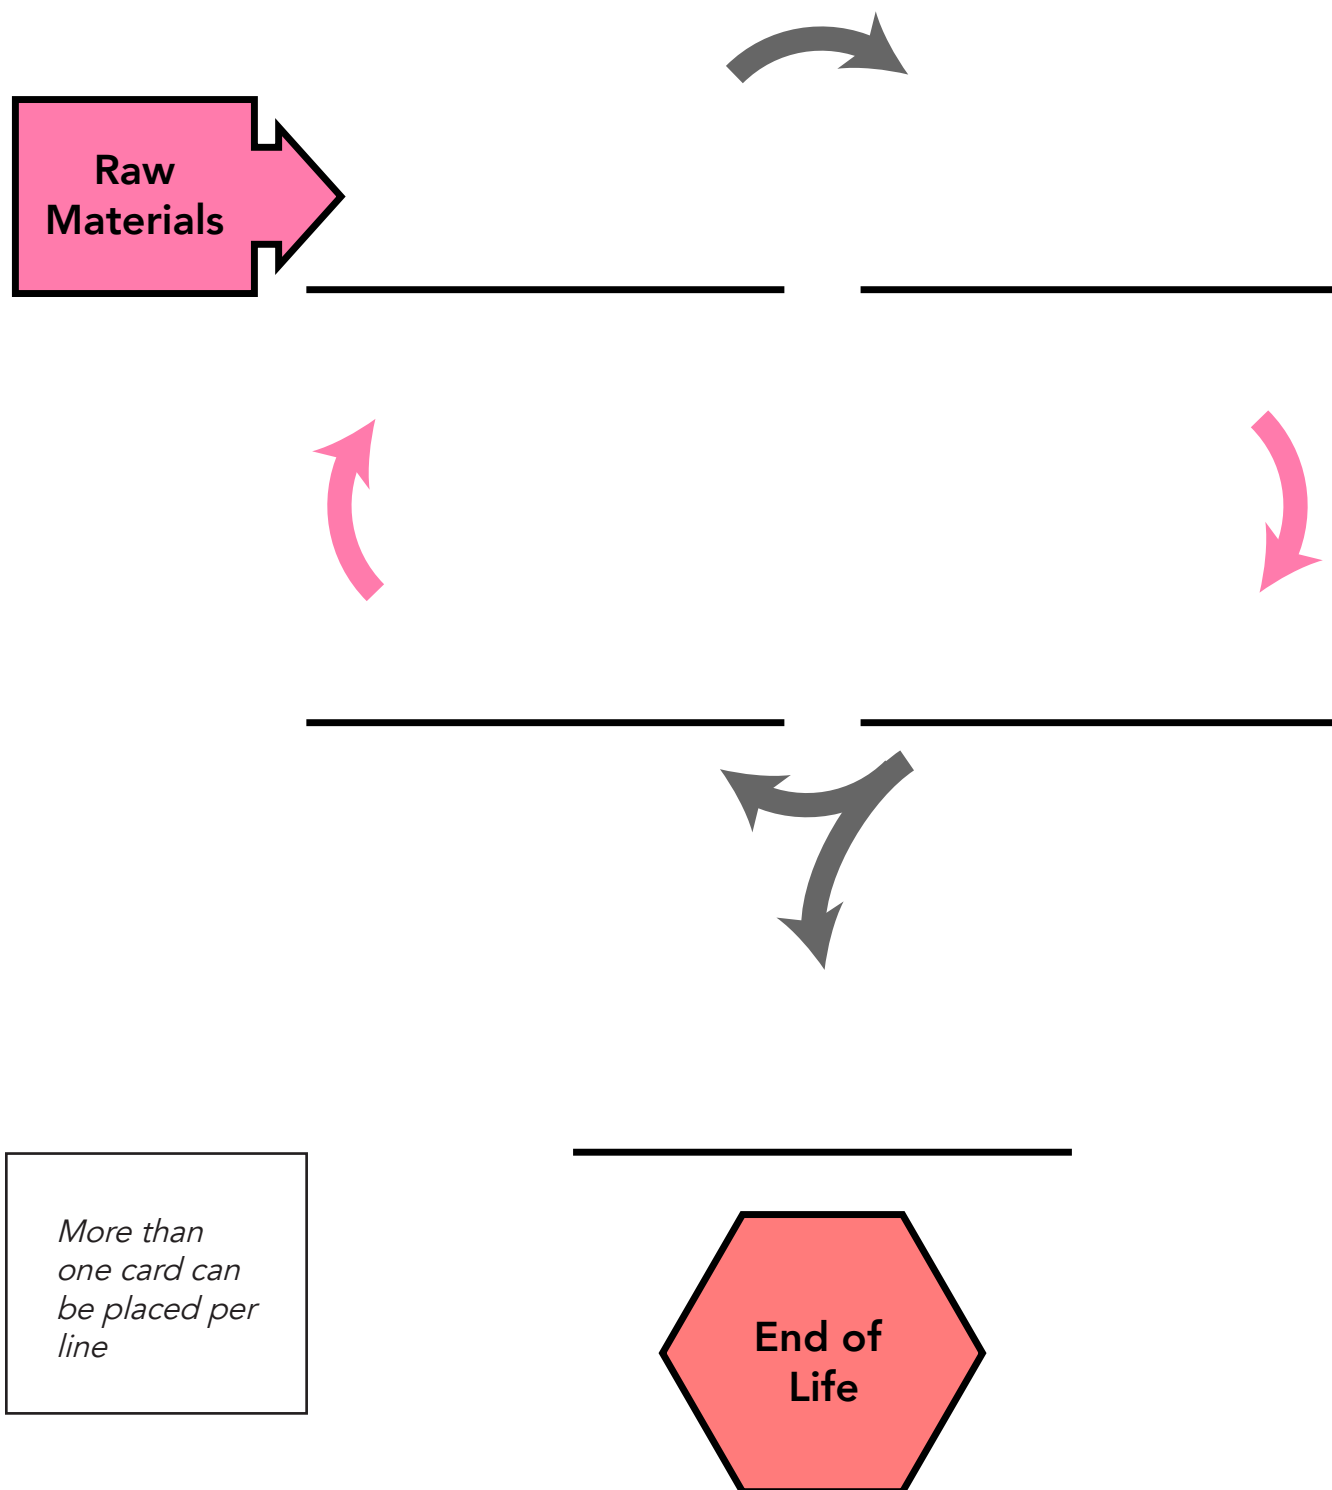 Raw
Materials
More than
one card can
be placed per
line
End of
Life